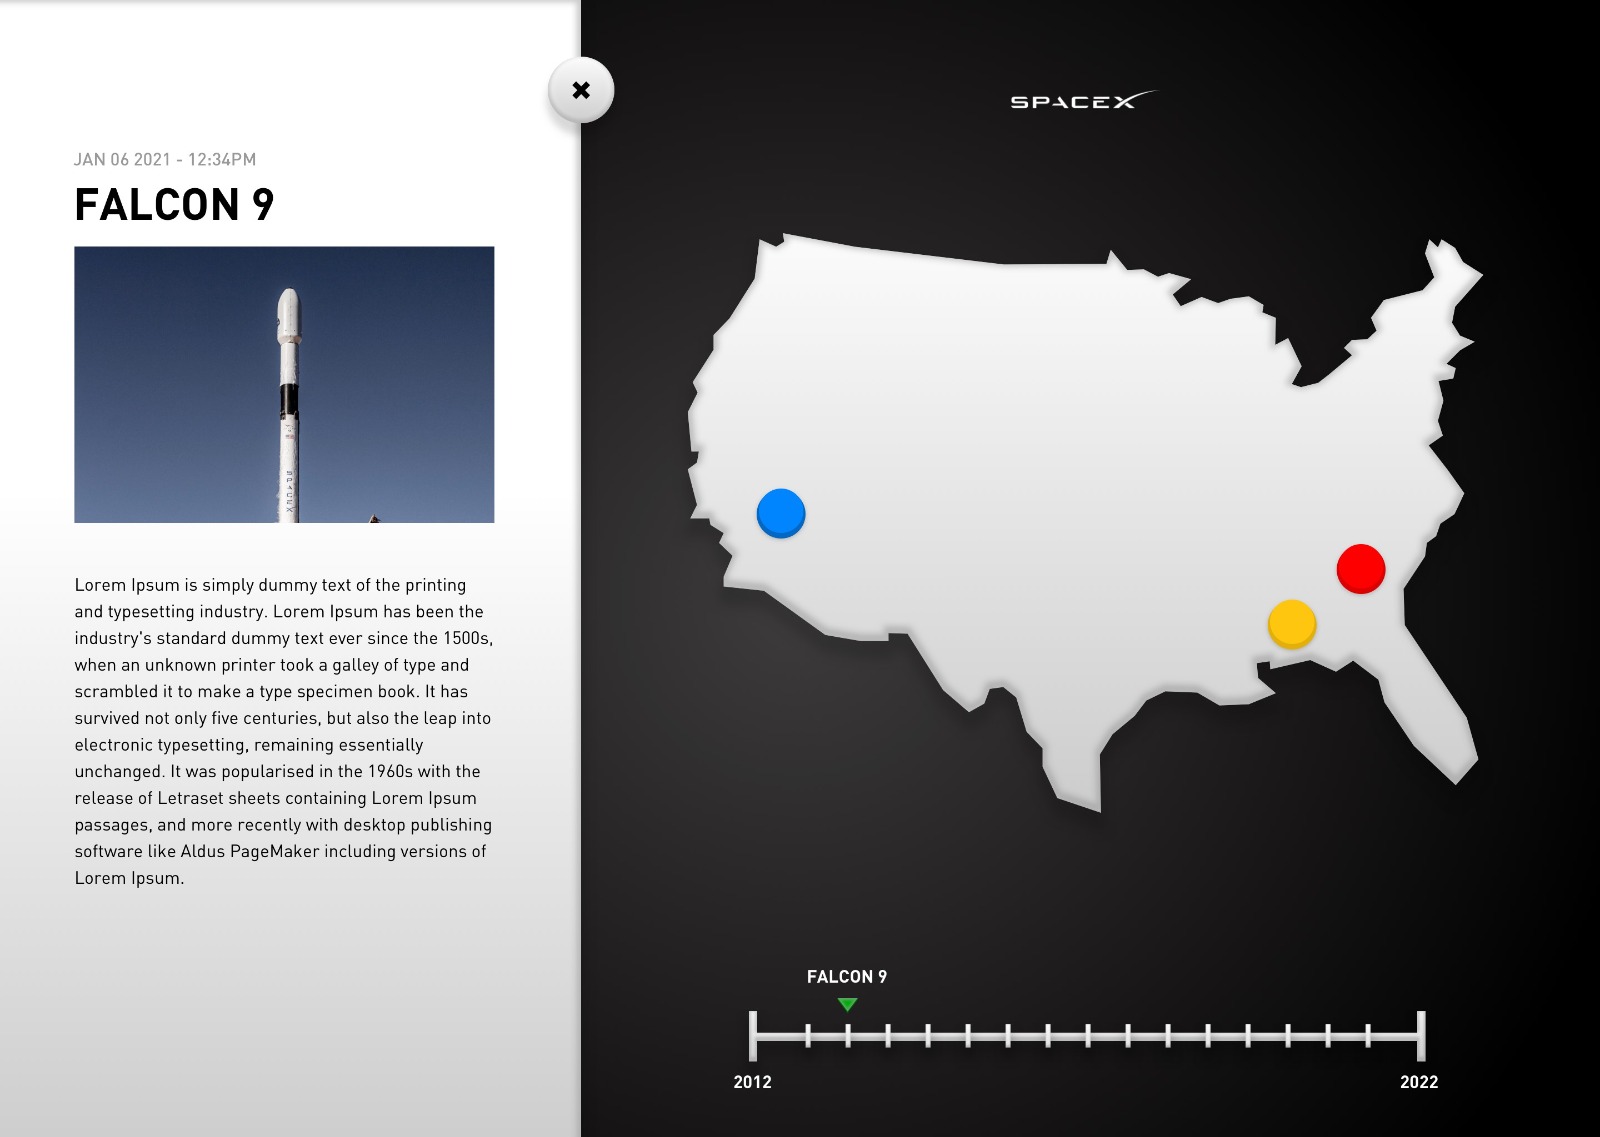 JAN 06 2021 - 12:34PM
FALCON 9
SPACEX
Lorem Ipsum is simply dummy text of the printing
and typesetting industry. Lorem Ipsum has been the
industry's standard dummy text ever since the 1500s,
when an unknown printer took a galley of type and
scrambled it to make a type specimen book. It has
survived not only five centuries, but also the leap into
electronic typesetting, remaining essentially
unchanged. It was popularised in the 1960s with the
release of Letraset sheets containing Lorem Ipsum
passages, and more recently with desktop publishing
software like Aldus PageMaker including versions of
Lorem Ipsum.
SPACEX
FALCON 9
2012
2022